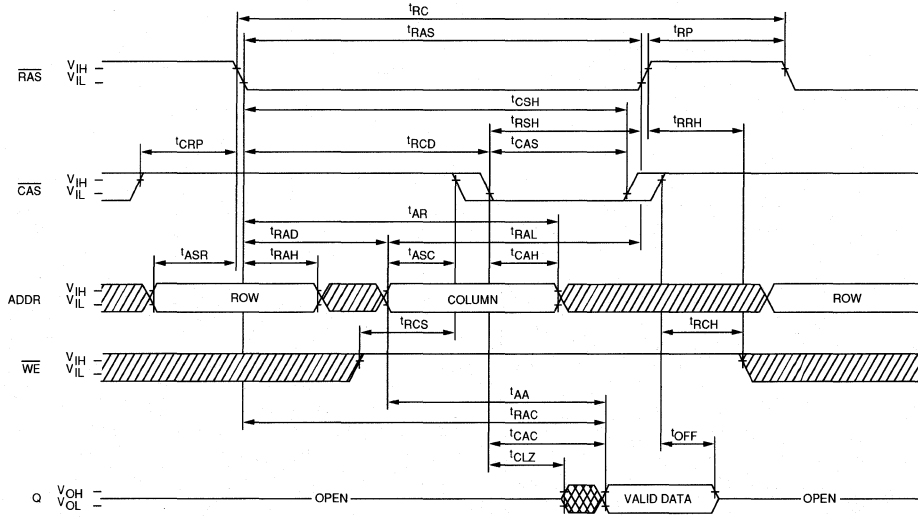 tRC
tRAS
tRP
RAS
VIH
VIL
tCSH
tRSH
tRRH
tCRP
tRCD
tCAS
CAS
VIH
VIL
tAR
tRAD
tRAL
tASR
tRAH
tASC
tCAH
ADDR
VIH
VIL
ROW
COLUMN
ROW
tRCS
tRCH
WE
VIH
VIL
tAA
tRAC
tCAC
tOFF
tCLZ
Q
VOH
VOL
OPEN
VALID DATA
OPEN